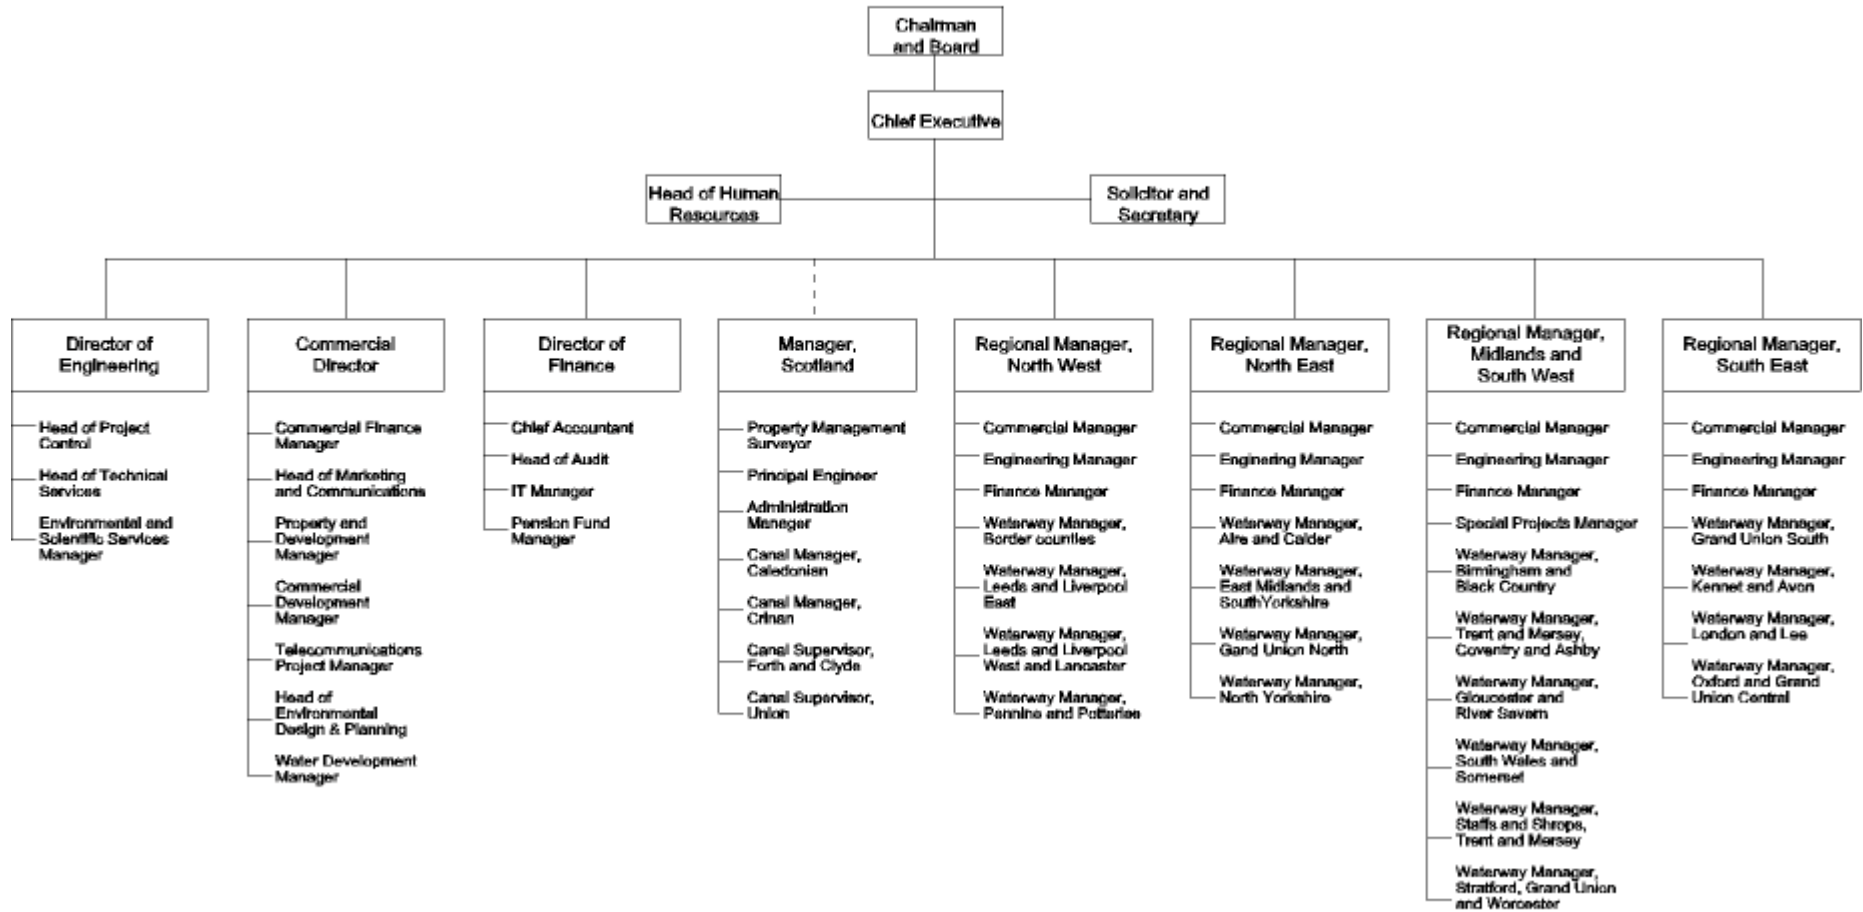 Chairman
and Board
Chief Executive
Head of Human
Resources
Solicitor and
Secretary
Director of
Engineering
Head of Project
Control
Head of Technical
Services
Environmental and
Scientific Services
Manager
Commercial
Director
Commercial Finance
Manager
Head of Marketing
and Communications
Property and
Development
Manager
Commercial
Development
Manager
Telecommunications
Project Manager
Head of
Environmental
Design & Planning
Water Development
Manager
Director of
Finance
Chief Accountant
Head of Audit
IT Manager
Pension Fund
Manager
Manager,
Scotland
Property Management
Surveyor
Principal Engineer
Administration
Manager
Canal Manager,
Caledonian
Canal Manager,
Crinan
Canal Supervisor,
Forth and Clyde
Canal Supervisor,
Union
Regional Manager,
North West
Commercial Manager
Engineering Manager
Finance Manager
Waterway Manager,
Border counties
Waterway Manager,
Leeds and Liverpool
East
Waterway Manager,
Leeds and Liverpool
West and Lancaster
Waterway Manager,
Pennine and Potteries
Regional Manager,
North East
Commercial Manager
Enginering Manager
Finance Manager
Waterway Manager,
Aire and Calder
Waterway Manager,
East Midlands and
SouthYorkshire
Waterway Manager,
Gand Union North
Waterway Manager,
North Yorkshire
Regional Manager,
Midlands and
South West
Commercial Manager
Engineering Manager
Finance Manager
Special Projects Manager
Waterway Manager,
Birmingham and
Black Country
Waterway Manager,
Trent and Mersey,
Coventry and Ashby
Waterway Manager,
Gloucester and
River Severn
Waterway Manager,
South Wales and
Somerset
Waterway Manager,
Staffs and Shrops,
Trent and Mersey
Waterway Manager,
Stratford, Grand Union
and Worcester
Regional Manager,
South East
Commercial Manager
Engineering Manager
Finance Manager
Waterway Manager,
Grand Union South
Waterway Manager,
Kennet and Avon
Waterway Manager,
London and Lee
Waterway Manager,
Oxford and Grand
Union Central